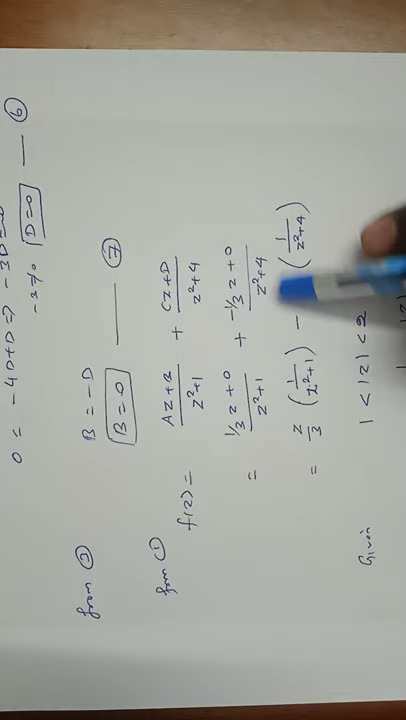 0 = -4D+D ⇒ -3D=0
-3≠0 [D=0] — ⑥
from ③ B = -D
[B=0] — ⑦
from ①
f(z) = (Az+B)/(z²+1) + (Cz+D)/(z²+4)
= (1/3 z+0)/(z²+1) + (-1/3 z+0)/(z²+4)
= z/3 (1/(z²+1)) - (1/(z²+4))
Given 1<|z|<2